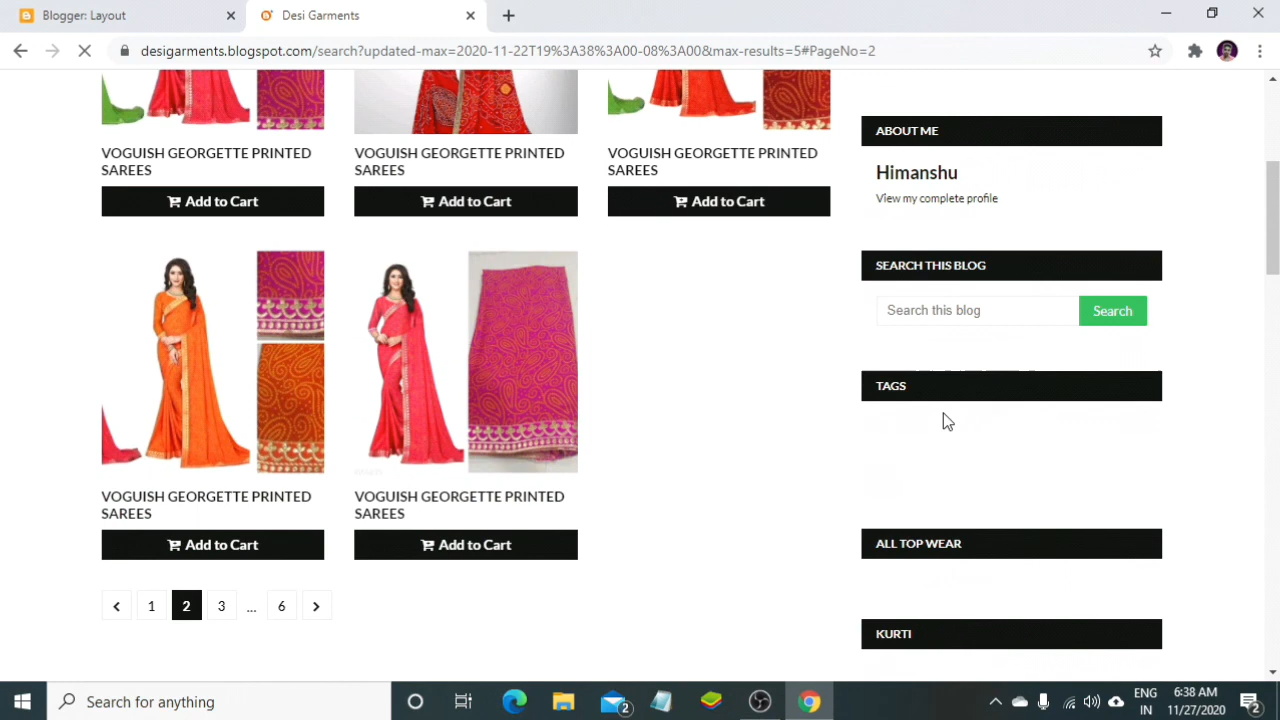 Blogger: Layout
Desi Garments
desigarments.blogspot.com/search?updated-max=2020-11-22T19%3A38%3A00-08%3A00&max-results=5#PageNo=2
VOGUISH GEORGETTE PRINTED SAREES
Add to Cart
VOGUISH GEORGETTE PRINTED SAREES
Add to Cart
VOGUISH GEORGETTE PRINTED SAREES
Add to Cart
VOGUISH GEORGETTE PRINTED SAREES
Add to Cart
VOGUISH GEORGETTE PRINTED SAREES
Add to Cart
1 2 3 ... 6
ABOUT ME
Himanshu
View my complete profile
SEARCH THIS BLOG
Search this blog Search
TAGS
ALL TOP WEAR
KURTI
Search for anything
2
ENG
IN
6:38 AM
11/27/2020
2